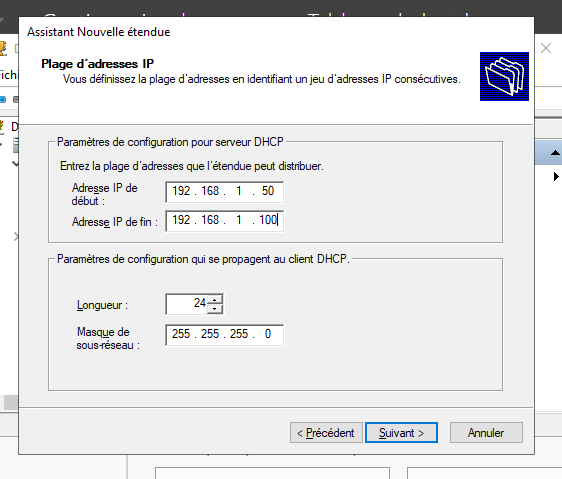 Assistant Nouvelle étendue
Plage d'adresses IP
Vous définissez la plage d'adresses en identifiant un jeu d'adresses IP consécutives.
Paramètres de configuration pour serveur DHCP
Entrez la plage d'adresses que l'étendue peut distribuer.
Adresse IP de
début :
192 . 168 . 1 . 50
Adresse IP de fin :
192 . 168 . 1 . 100
Paramètres de configuration qui se propagent au client DHCP.
Longueur :
24
Masque de
sous-réseau :
255 . 255 . 255 . 0
< Précédent
Suivant >
Annuler